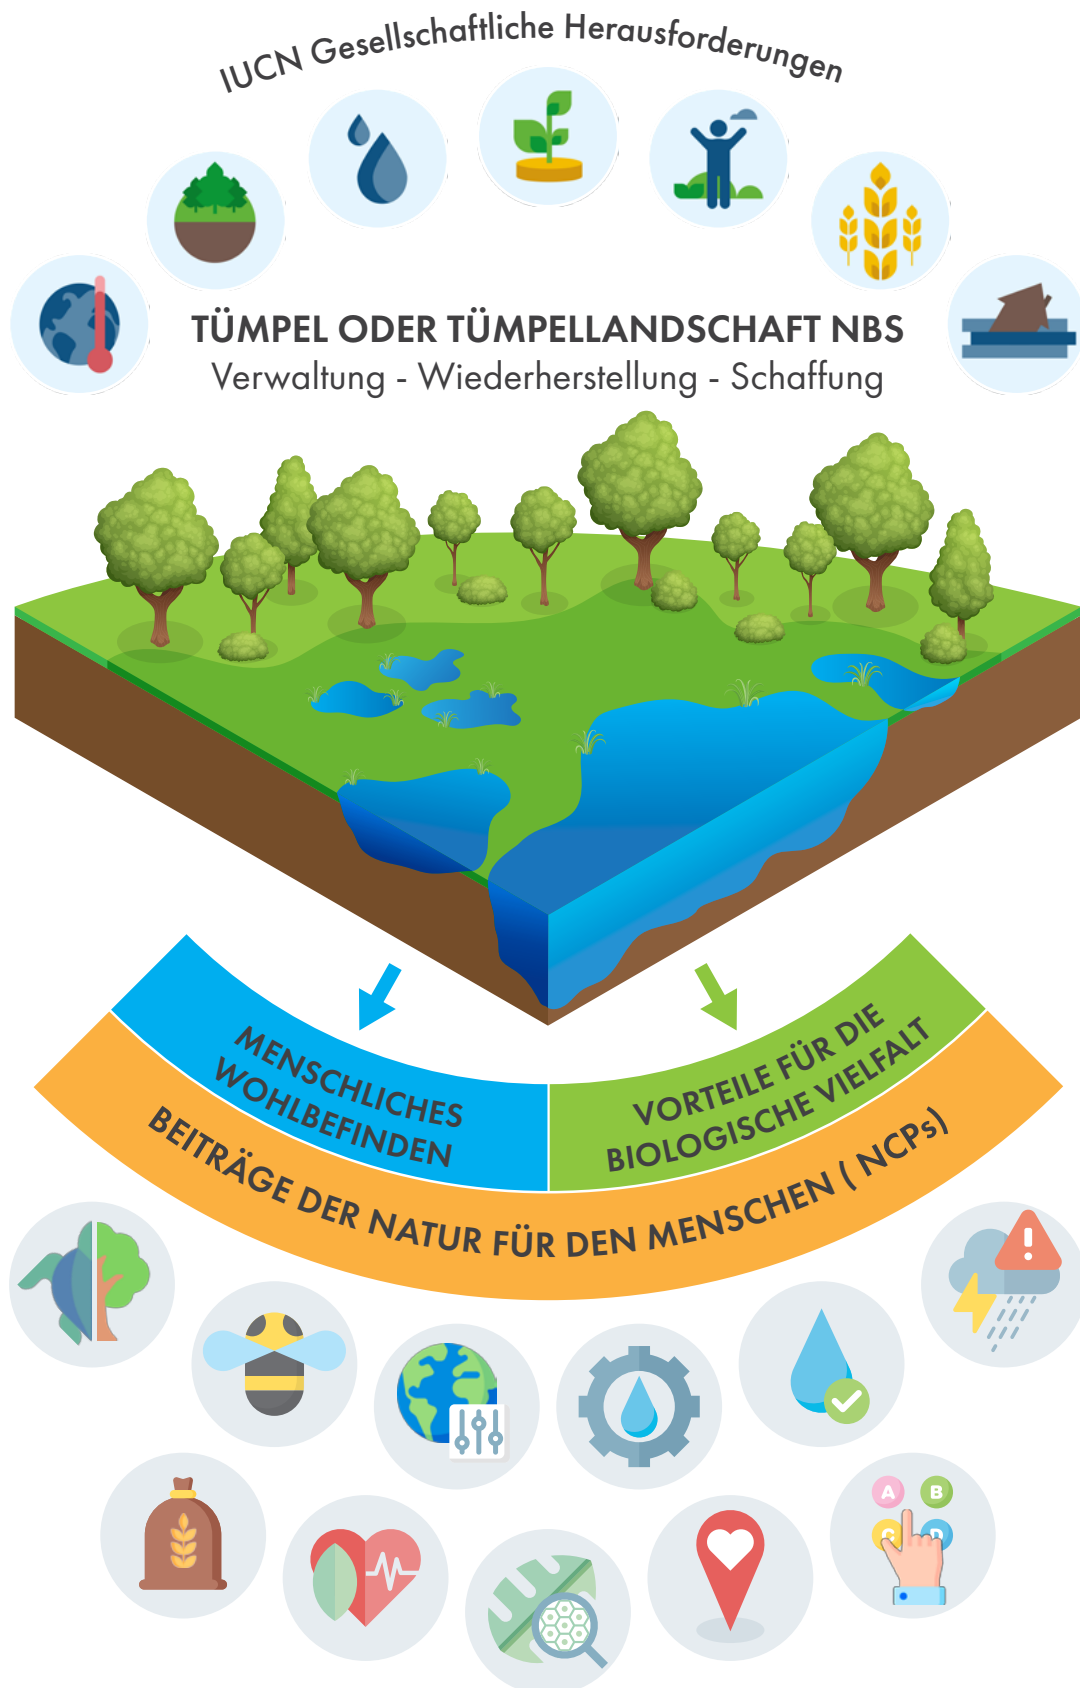 IUCN Gesellschaftliche Herausforderungen
TÜMPEL ODER TÜMPELLANDSCHAFT NBS
Verwaltung - Wiederherstellung - Schaffung
MENSCHLICHES
WOHLBEFINDEN
VORTEILE FÜR DIE
BIOLOGISCHE VIELFALT
BEITRÄGE DER NATUR FÜR DEN MENSCHEN ( NCPs)
A B
C D